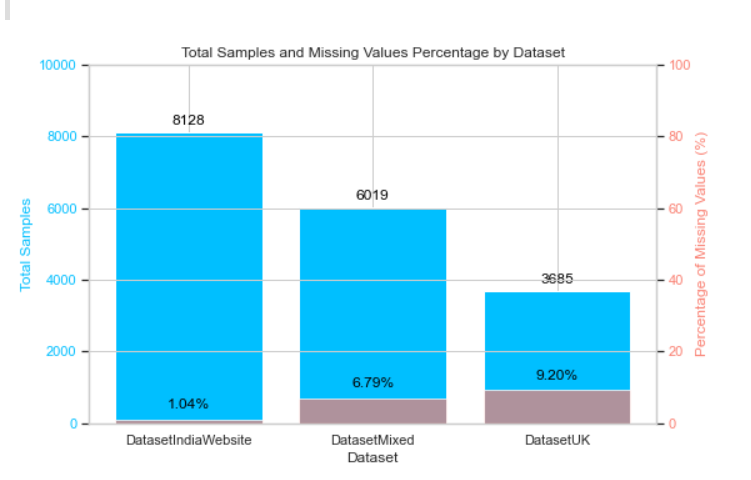 Total Samples and Missing Values Percentage by Dataset
10000
8000
6000
4000
2000
0
Total Samples
8128
6019
3685
1.04%
6.79%
9.20%
100
80
60
40
20
0
Percentage of Missing Values (%)
DatasetIndiaWebsite
DatasetMixed
DatasetUK
Dataset